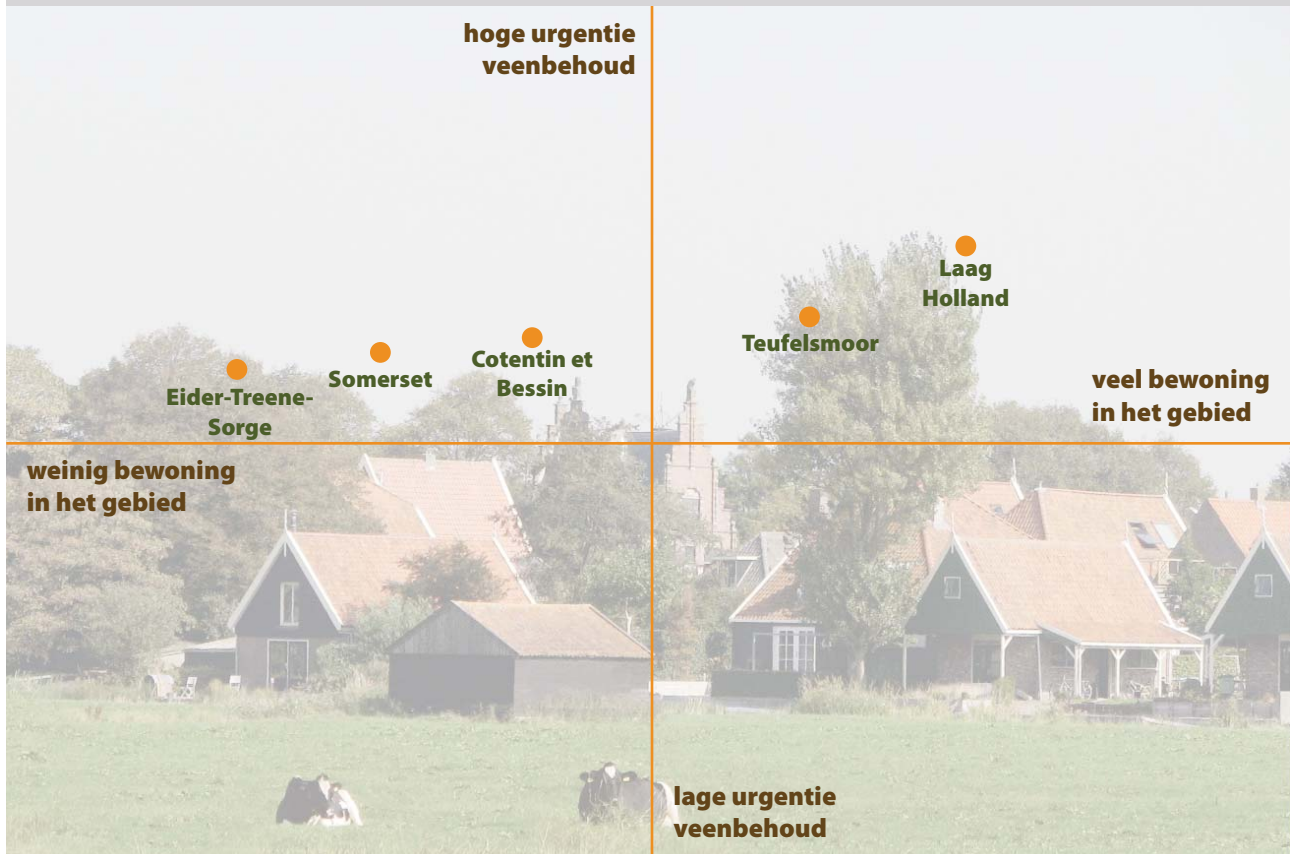 hoge urgentie
veenbehoud
Laag
Holland
Teufelsmoor
Cotentin et
Bessin
Somerset
Eider-Treene-
Sorge
veel bewoning
in het gebied
weinig bewoning
in het gebied
lage urgentie
veenbehoud